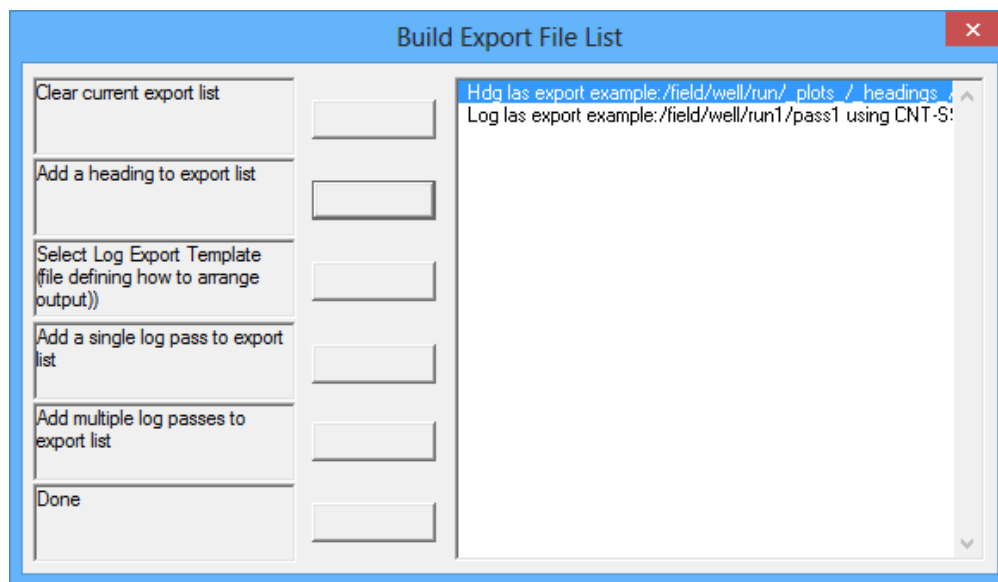 Build Export File List
Clear current export list
Add a heading to export list
Select Log Export Template
(file defining how to arrange
output))
Add a single log pass to export
list
Add multiple log passes to
export list
Done
Hdg las export example:/field/well/run/_plots_/_headings_/
Log las export example:/field/well/run1/pass1 using CNT-S